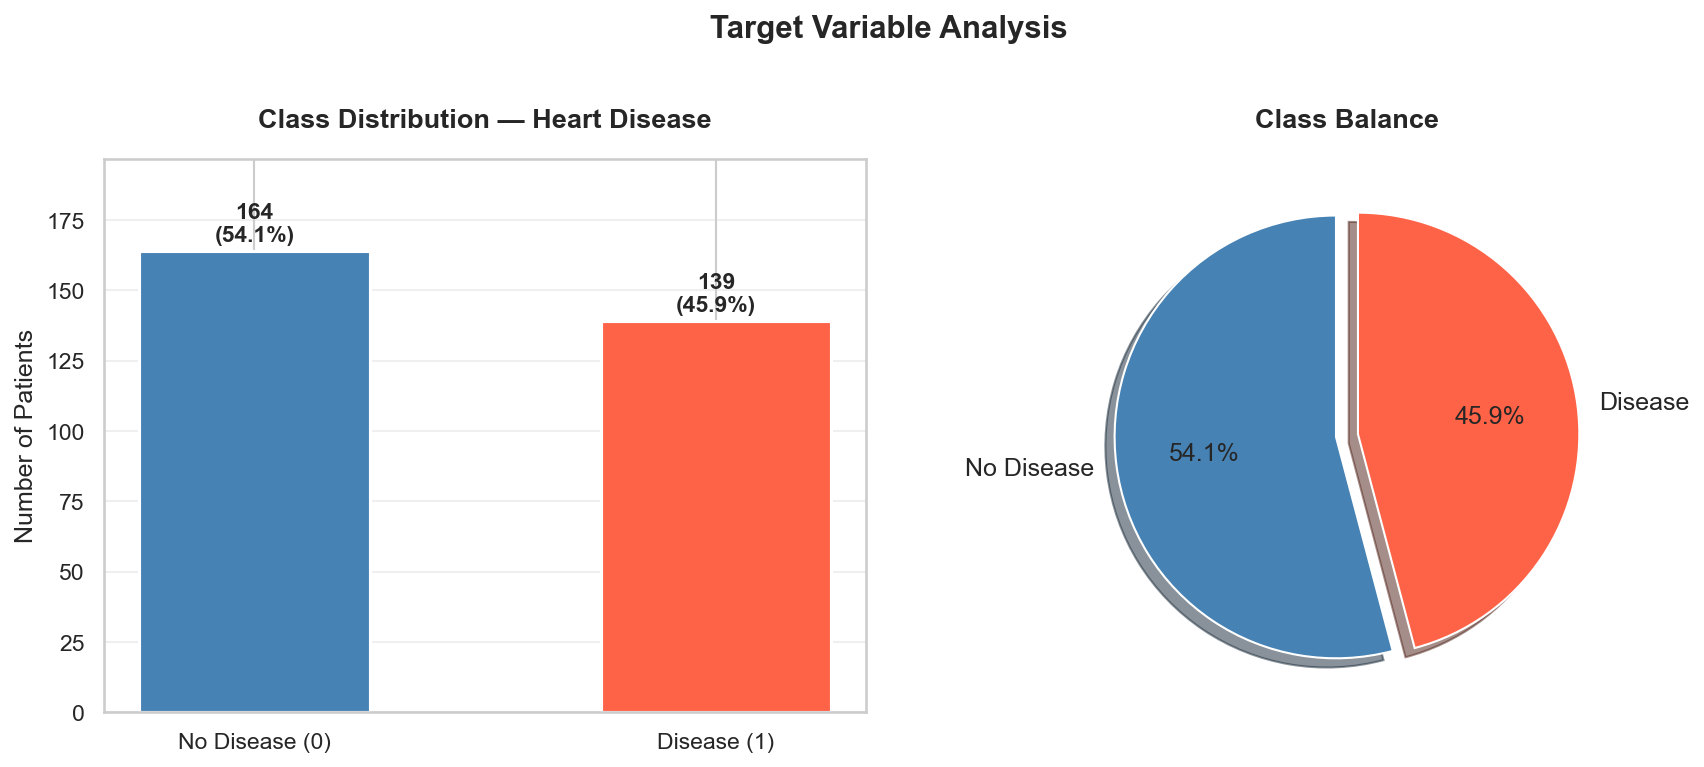 Target Variable Analysis
Class Distribution — Heart Disease
Number of Patients
175
150
125
100
75
50
25
0
164
(54.1%)
139
(45.9%)
No Disease (0)
Disease (1)
Class Balance
No Disease
54.1%
45.9%
Disease